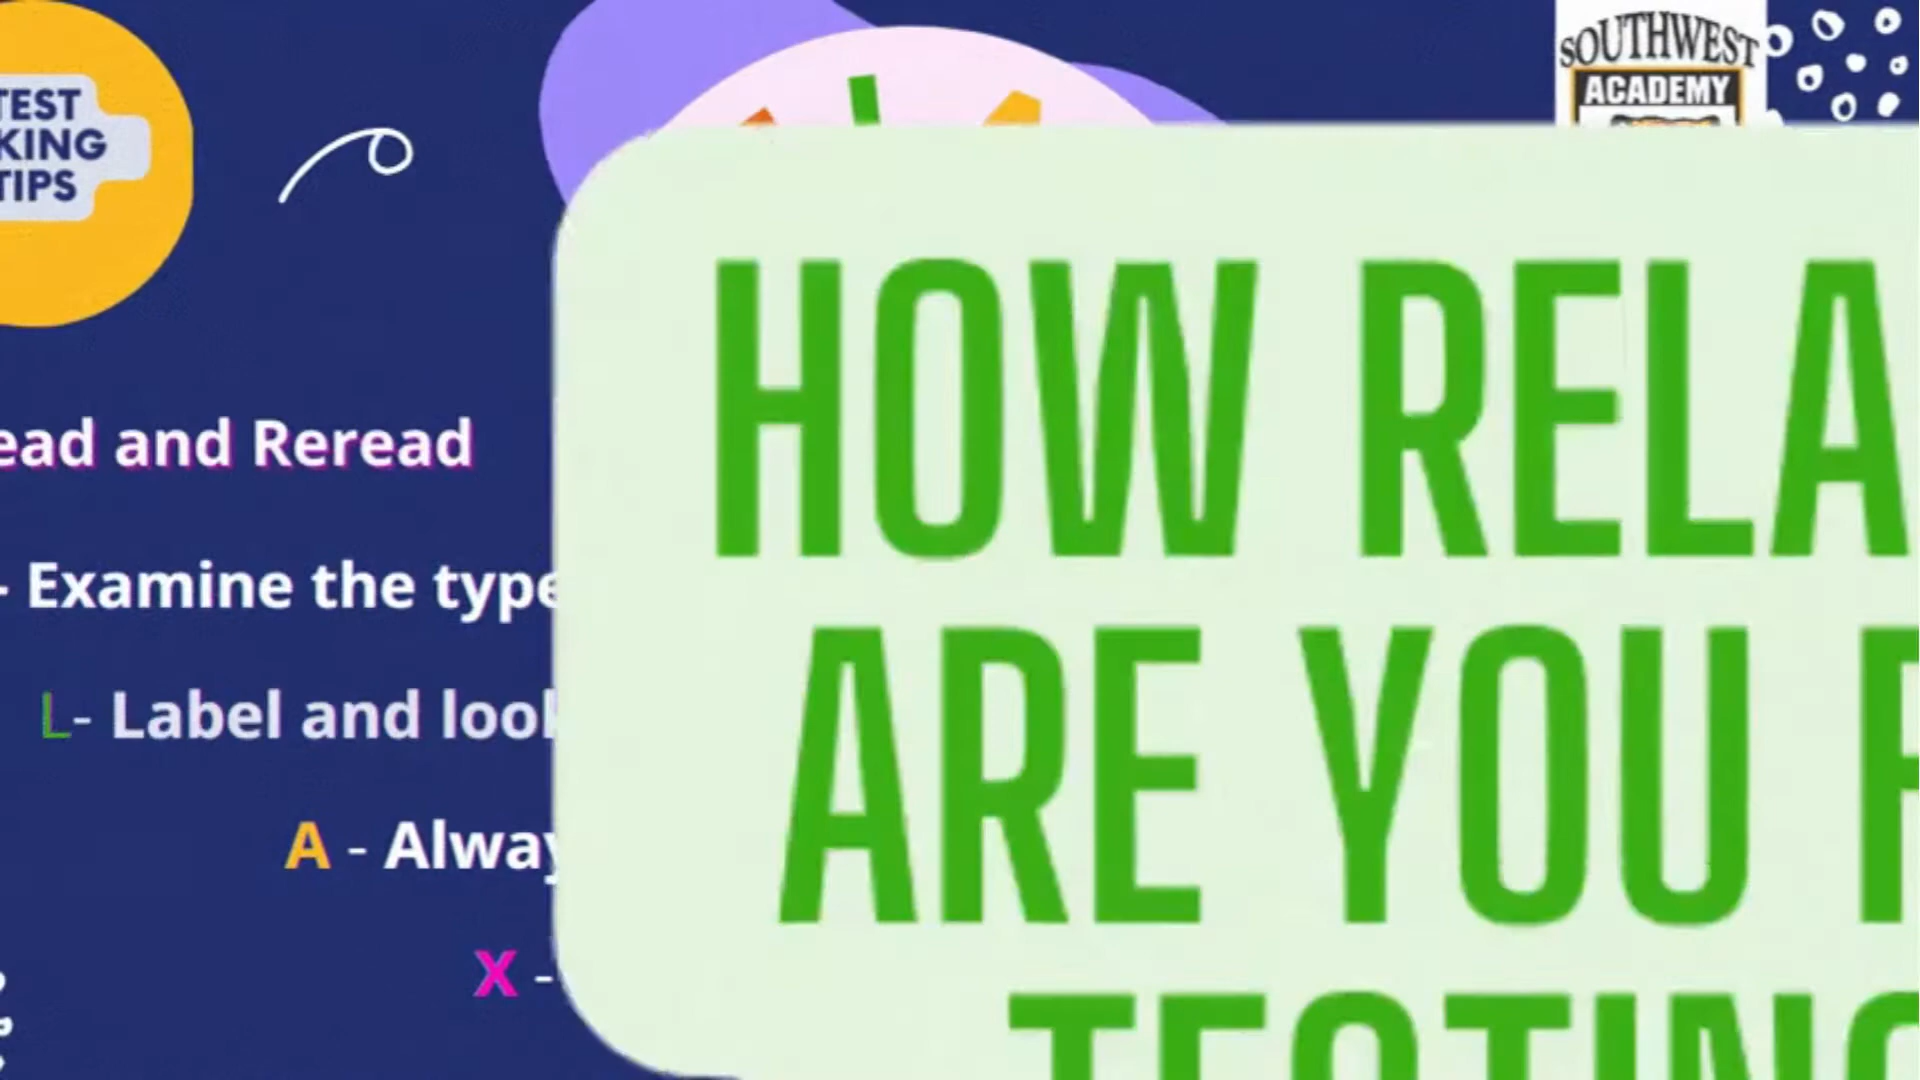 TEST
KING
TIPS
SOUTHWEST
ACADEMY
ead and Reread
- Examine the type
L- Label and look
A - Alway
X -
HOW RELA
ARE YOU
TESTING